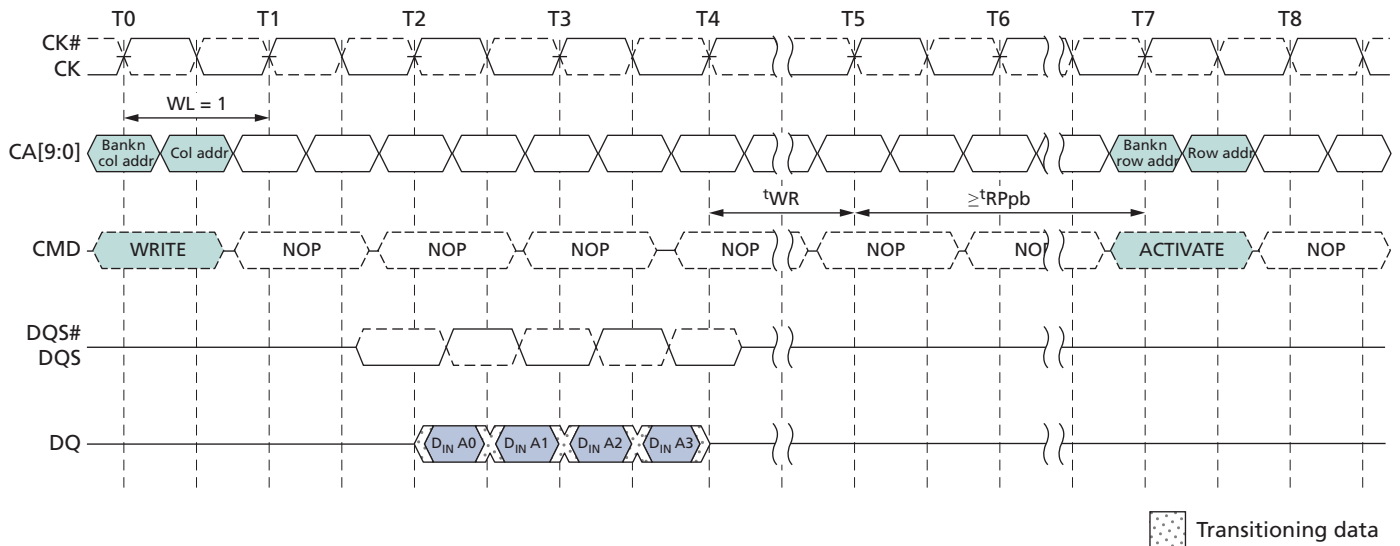 T0 T1 T2 T3 T4 T5 T6 T7 T8
CK#
CK
WL = 1
CA[9:0]
Bankn col addr
Col addr
Bankn row addr
Row addr
tWR
≥tRPpb
CMD
WRITE
NOP
NOP
NOP
NOP
NOP
NOP
ACTIVATE
NOP
DQS#
DQS
DQ
DIN A0
DIN A1
DIN A2
DIN A3
Transitioning data